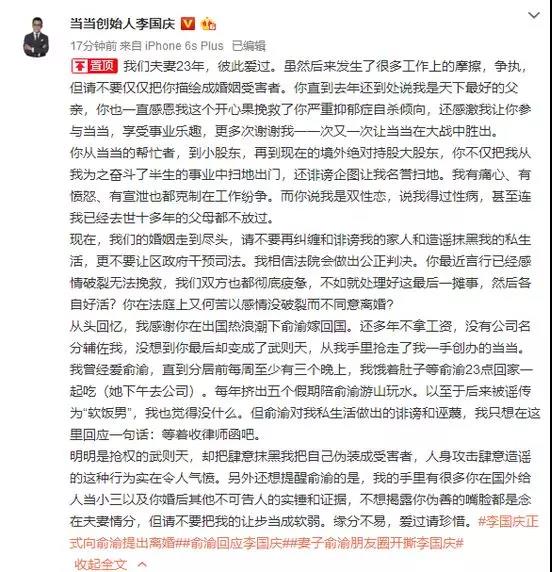 当当创始人李国庆
17分钟前 来自 iPhone 6s Plus 已编辑
置顶 我们夫妻23年，彼此爱过。虽然后来发生了很多工作上的摩擦，争执，
但请不要仅仅把你描绘成婚姻受害者。你直到去年还到处说我是天下最好的父
亲，你也一直感恩我这个开心果挽救了你严重抑郁症自杀倾向，还感激我让你参
与当当，享受事业乐趣，更多次谢谢我一一次又一次让当当在大战中胜出。
你从当当的帮忙者，到小股东，再到现在的境外绝对持股大股东，你不仅把我从
我为之奋斗了半生的事业中扫地出门，还诽谤企图让我名誉扫地。我有痛心、有
愤怒、有宣泄也都克制在工作纷争。而你说我是双性恋，说我得过性病，甚至连
我已经去世十多年的父母都不放过。
现在，我们的婚姻走到尽头，请不要再纠缠和诽谤我的家人和造谣抹黑我的私生
活，更不要让区政府干预司法。我相信法院会做出公正判决。你最近言行已经感
情破裂无法挽救，我们双方也都彻底疲惫，不如就处理好这最后一摊事，然后各
自好活？你在法庭上又何苦以感情没破裂而不同意离婚？
从头回忆，我感谢你在出国热浪潮下俞渝嫁回国。还多年不拿工资，没有公司名
分辅佐我，没想到你最后却变成了武则天，从我手里抢走了我一手创办的当当。
我曾经爱俞渝，直到分居前每周至少有三个晚上，我饿着肚子等俞渝23点回家一
起吃（她下午去公司）。每年挤出五个假期陪俞渝游山玩水。以至于后来被谣传
为“软饭男”，我也觉得没什么。但俞渝对我私生活做出的诽谤和诬蔑，我只想在这
里回应一句话：等着收律师函吧。
明明是抢权的武则天，却把肆意抹黑我把自己伪装成受害者，人身攻击肆意造谣
的这种行为实在令人气愤。另外还想提醒俞渝的是，我的手里有很多你在国外给
人当小三以及你婚后其他不可告人的实锤和证据，不想揭露你伪善的嘴脸都是念
在夫妻情分，但请不要把我的让步当成软弱。缘分不易，爱过请珍惜。#李国庆正
式向俞渝提出离婚##俞渝回应李国庆##妻子俞渝朋友圈开撕李国庆#
收起全文